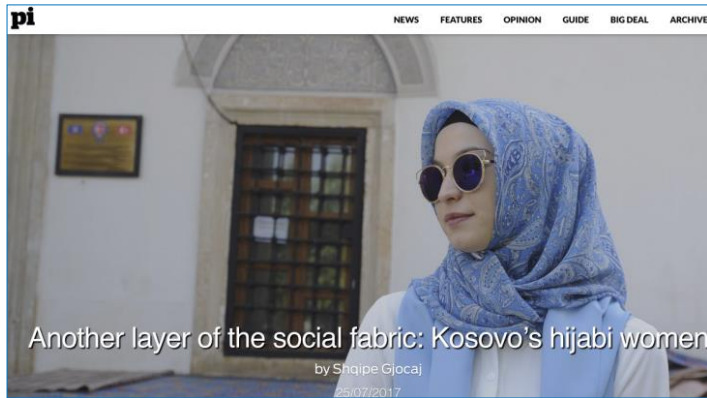 pi
NEWS FEATURES OPINION GUIDE BIG DEAL ARCHIVE
Another layer of the social fabric: Kosovo's hijabi women
by Shqipe Gjocaj
25/07/2017